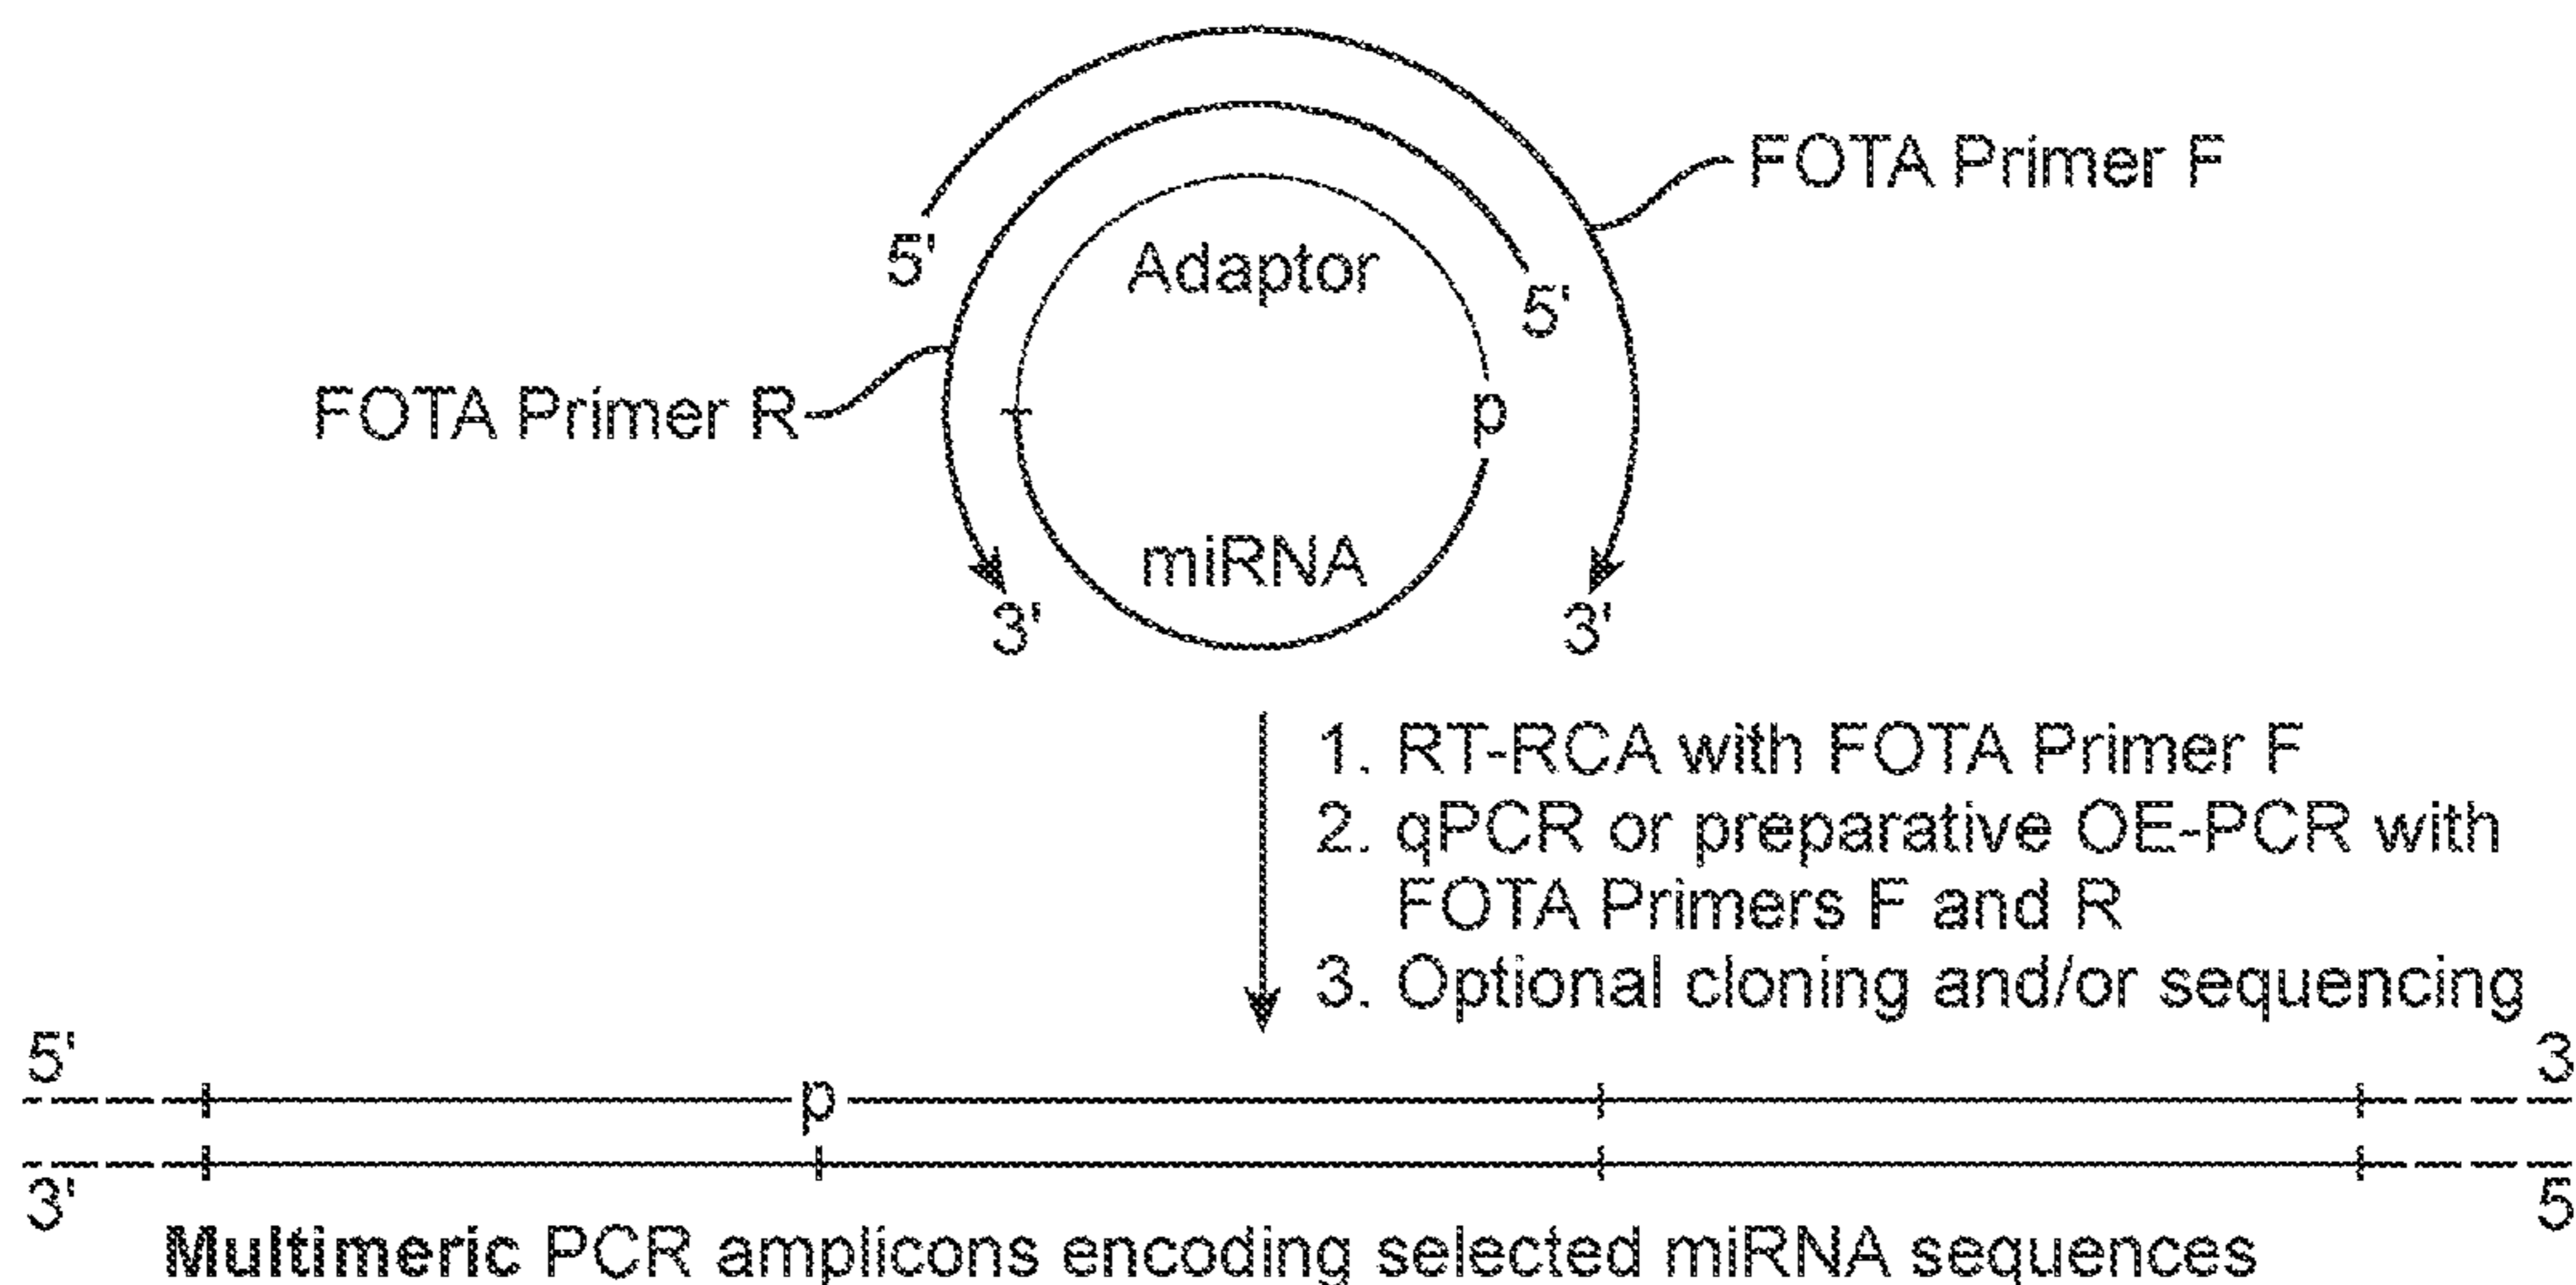 FOTA Primer F
5'
Adaptor
5'
FOTA Primer R
p
miRNA
3'
3'
1. RT-RCA with FOTA Primer F
2. qPCR or preparative OE-PCR with
FOTA Primers F and R
3. Optional cloning and/or sequencing
5'
3
p
3'
5
Multimeric PCR amplicons encoding selected miRNA sequences